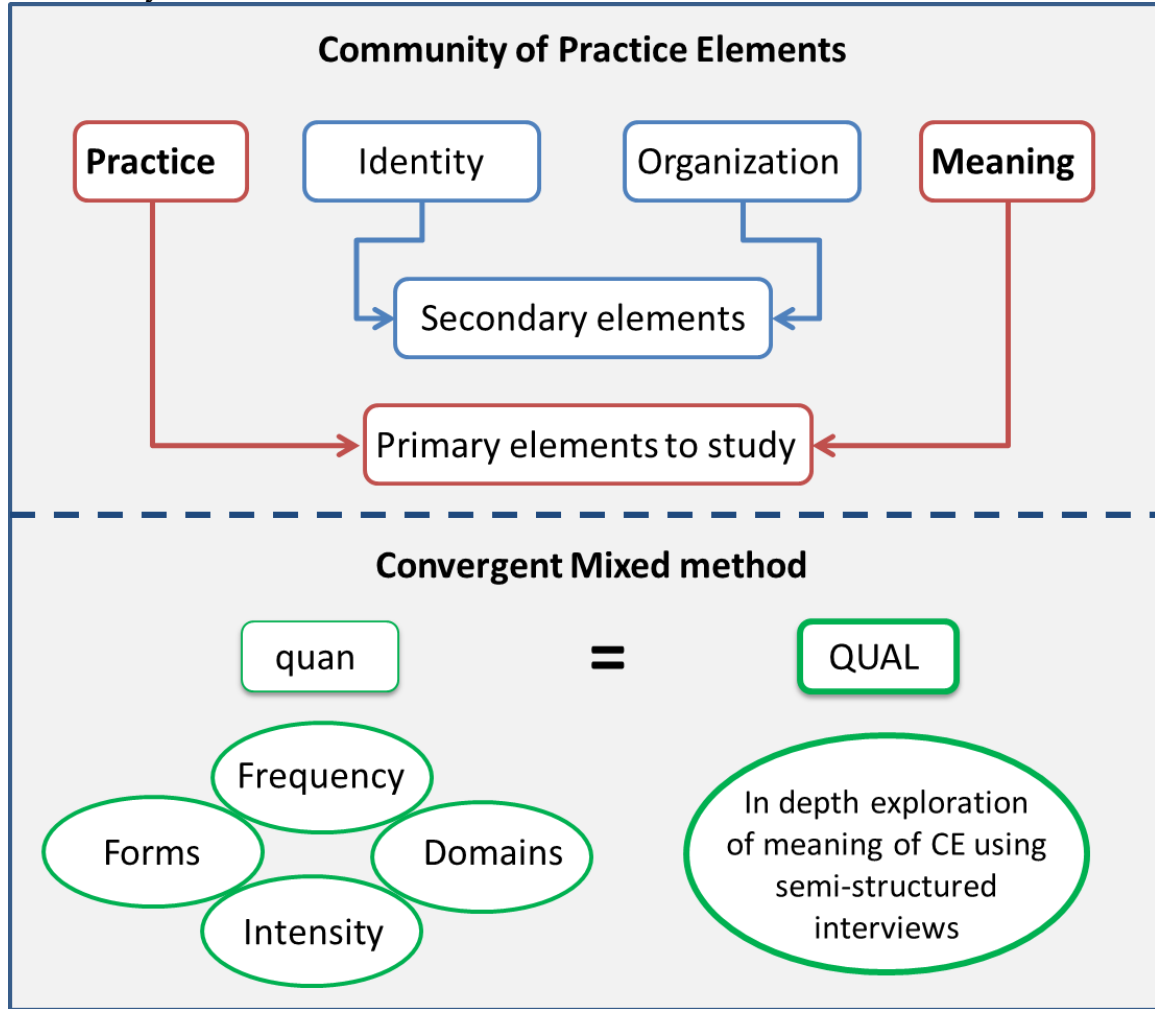 Community of Practice Elements
Practice
Identity
Organization
Meaning
Secondary elements
Primary elements to study
Convergent Mixed method
quan
=
QUAL
Frequency
Forms
Domains
Intensity
In depth exploration
of meaning of CE using
semi-structured
interviews